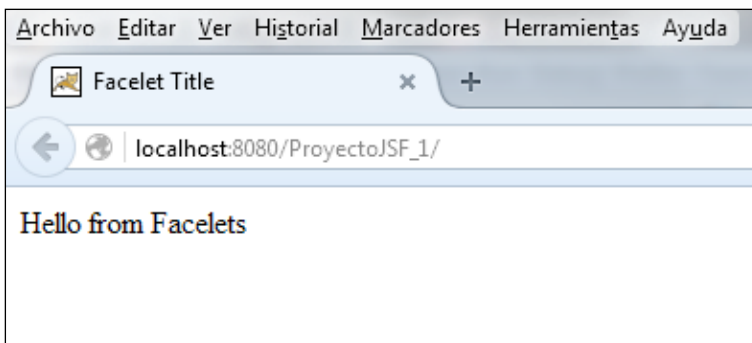 Archivo Editar Ver Historial Marcadores Herramientas Ayuda
Facelet Title
localhost:8080/ProyectoJSF_1/
Hello from Facelets